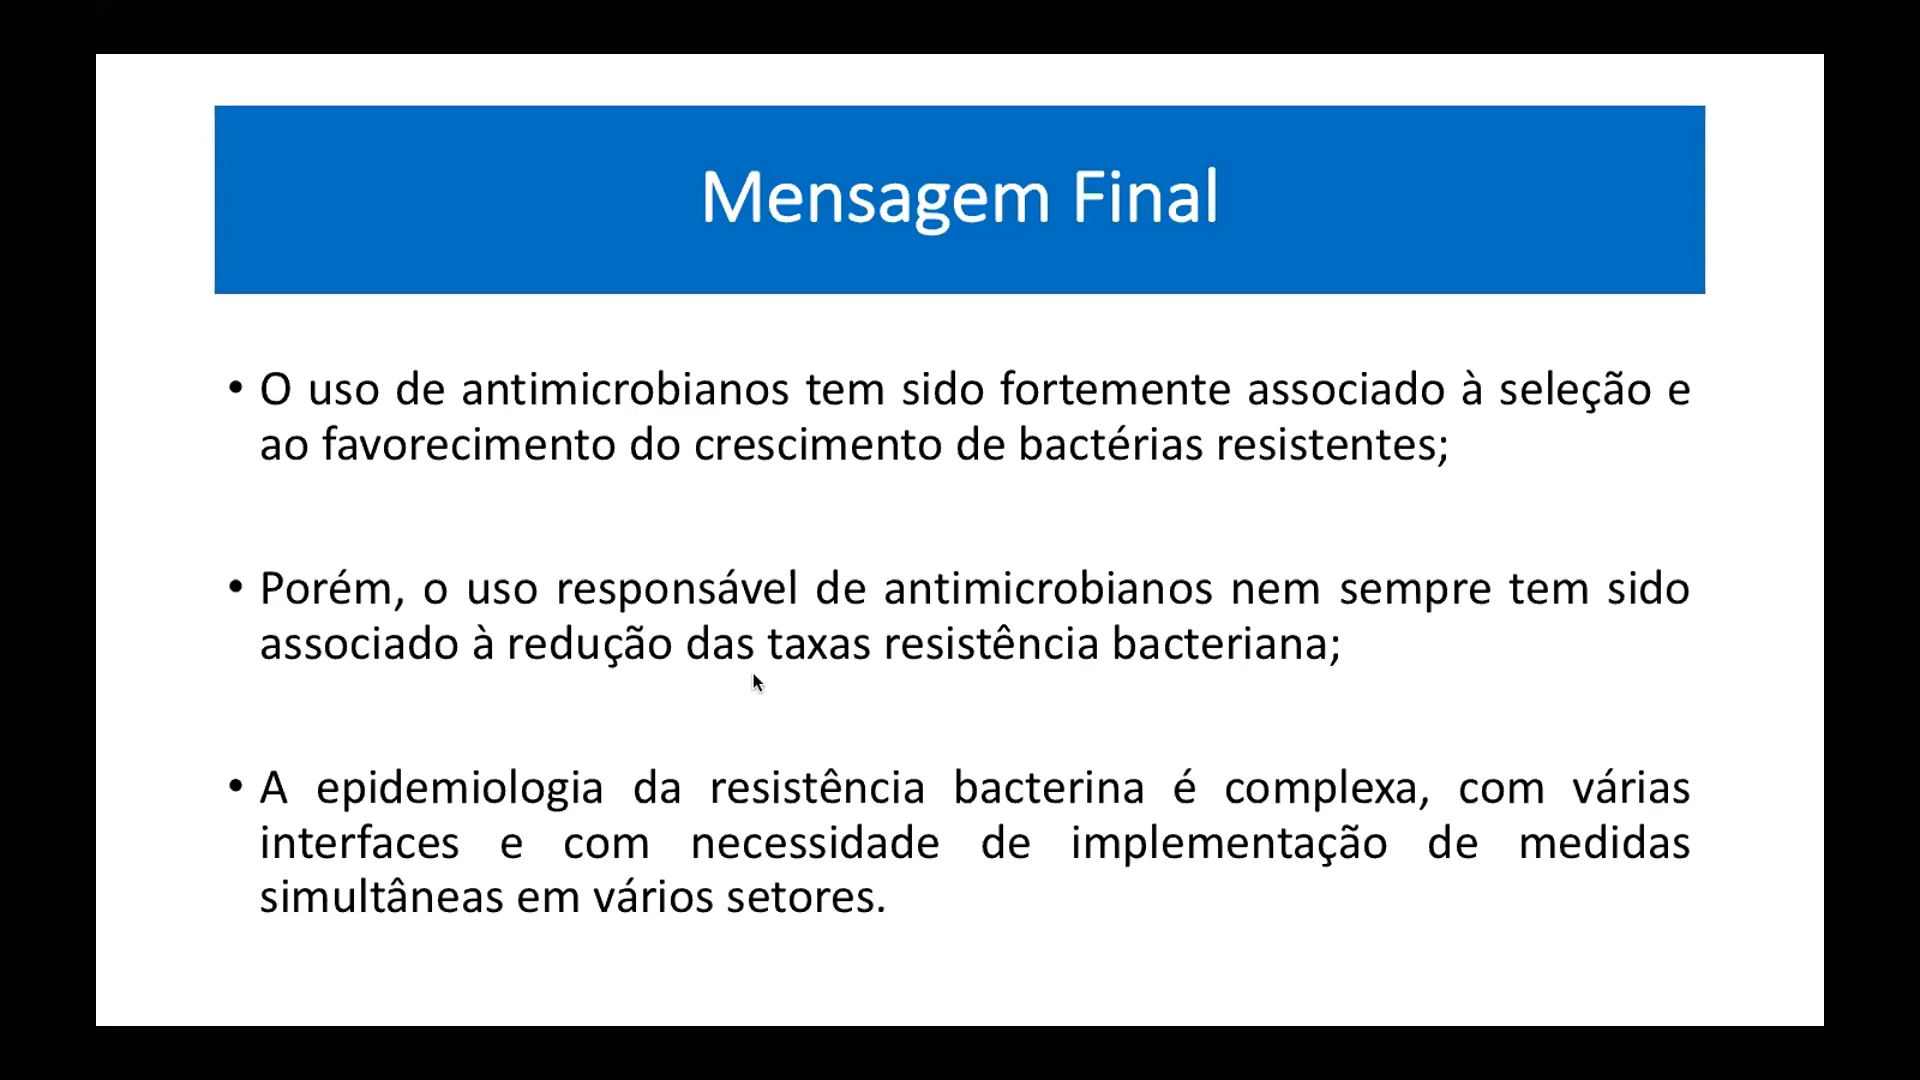 Mensagem Final
• O uso de antimicrobianos tem sido fortemente associado à seleção e
ao favorecimento do crescimento de bactérias resistentes;
• Porém, o uso responsável de antimicrobianos nem sempre tem sido
associado à redução das taxas resistência bacteriana;
• A epidemiologia da resistência bacterina é complexa, com várias
interfaces e com necessidade de implementação de medidas
simultâneas em vários setores.